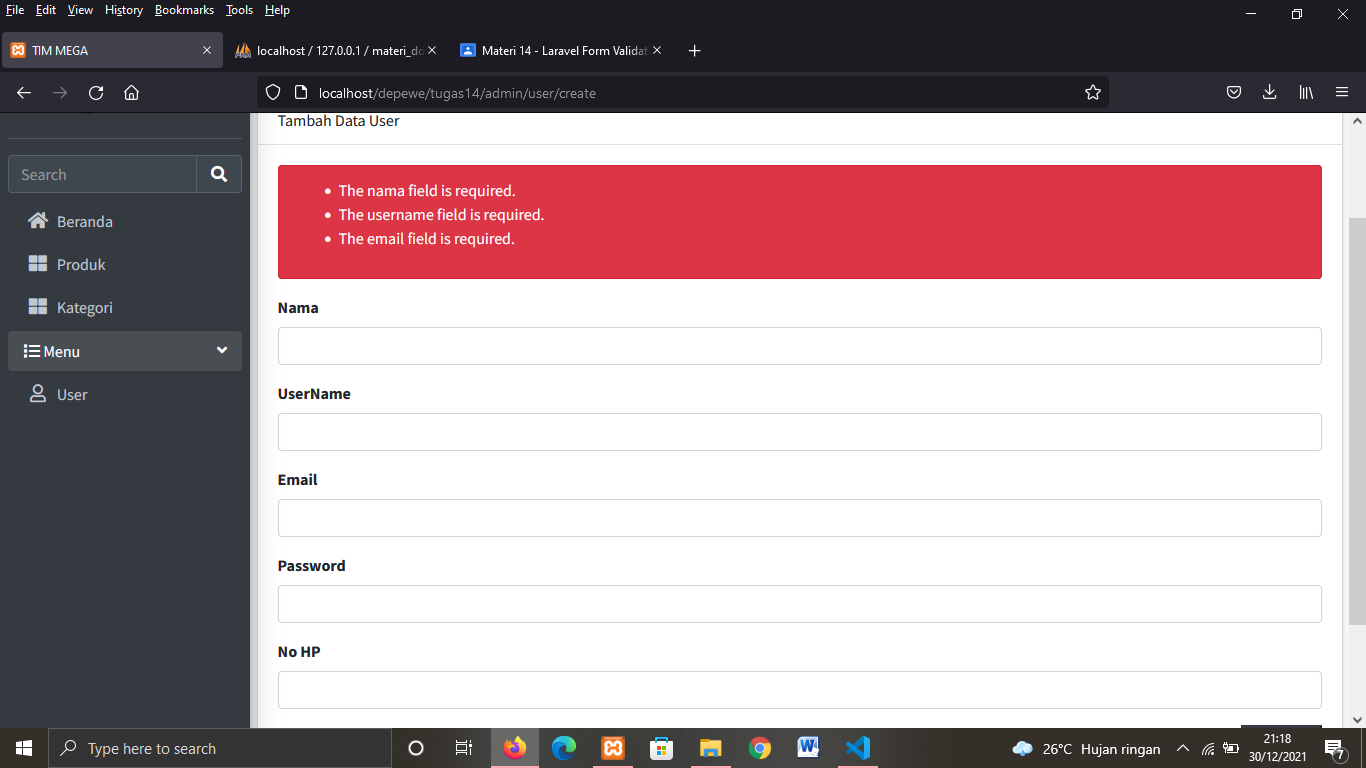 File Edit View History Bookmarks Tools Help
TIM MEGA
localhost / 127.0.0.1 / materi_do
Materi 14 - Laravel Form Validat
localhost/depewe/tugas14/admin/user/create
Tambah Data User
Search
Beranda
Produk
Kategori
Menu
User
The nama field is required.
The username field is required.
The email field is required.
Nama
UserName
Email
Password
No HP
Type here to search
26°C Hujan ringan
21:18
30/12/2021
7